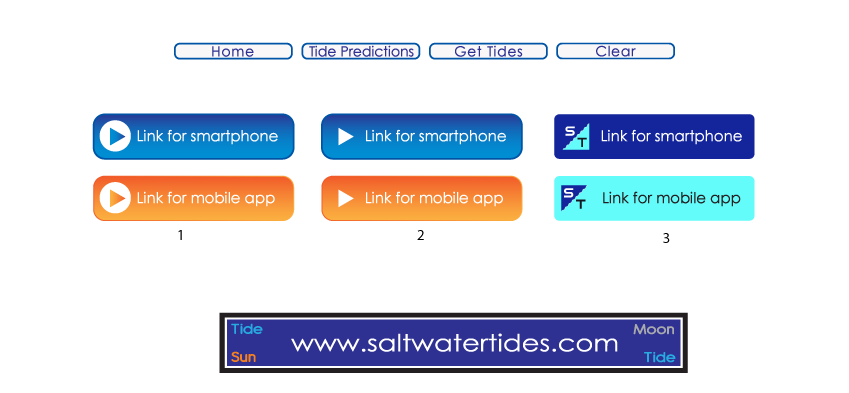 Home Tide Predictions Get Tides Clear
Link for smartphone Link for smartphone S T Link for smartphone
Link for mobile app Link for mobile app S T Link for mobile app
1 2 3
Tide Moon
www.saltwatertides.com
Sun Tide